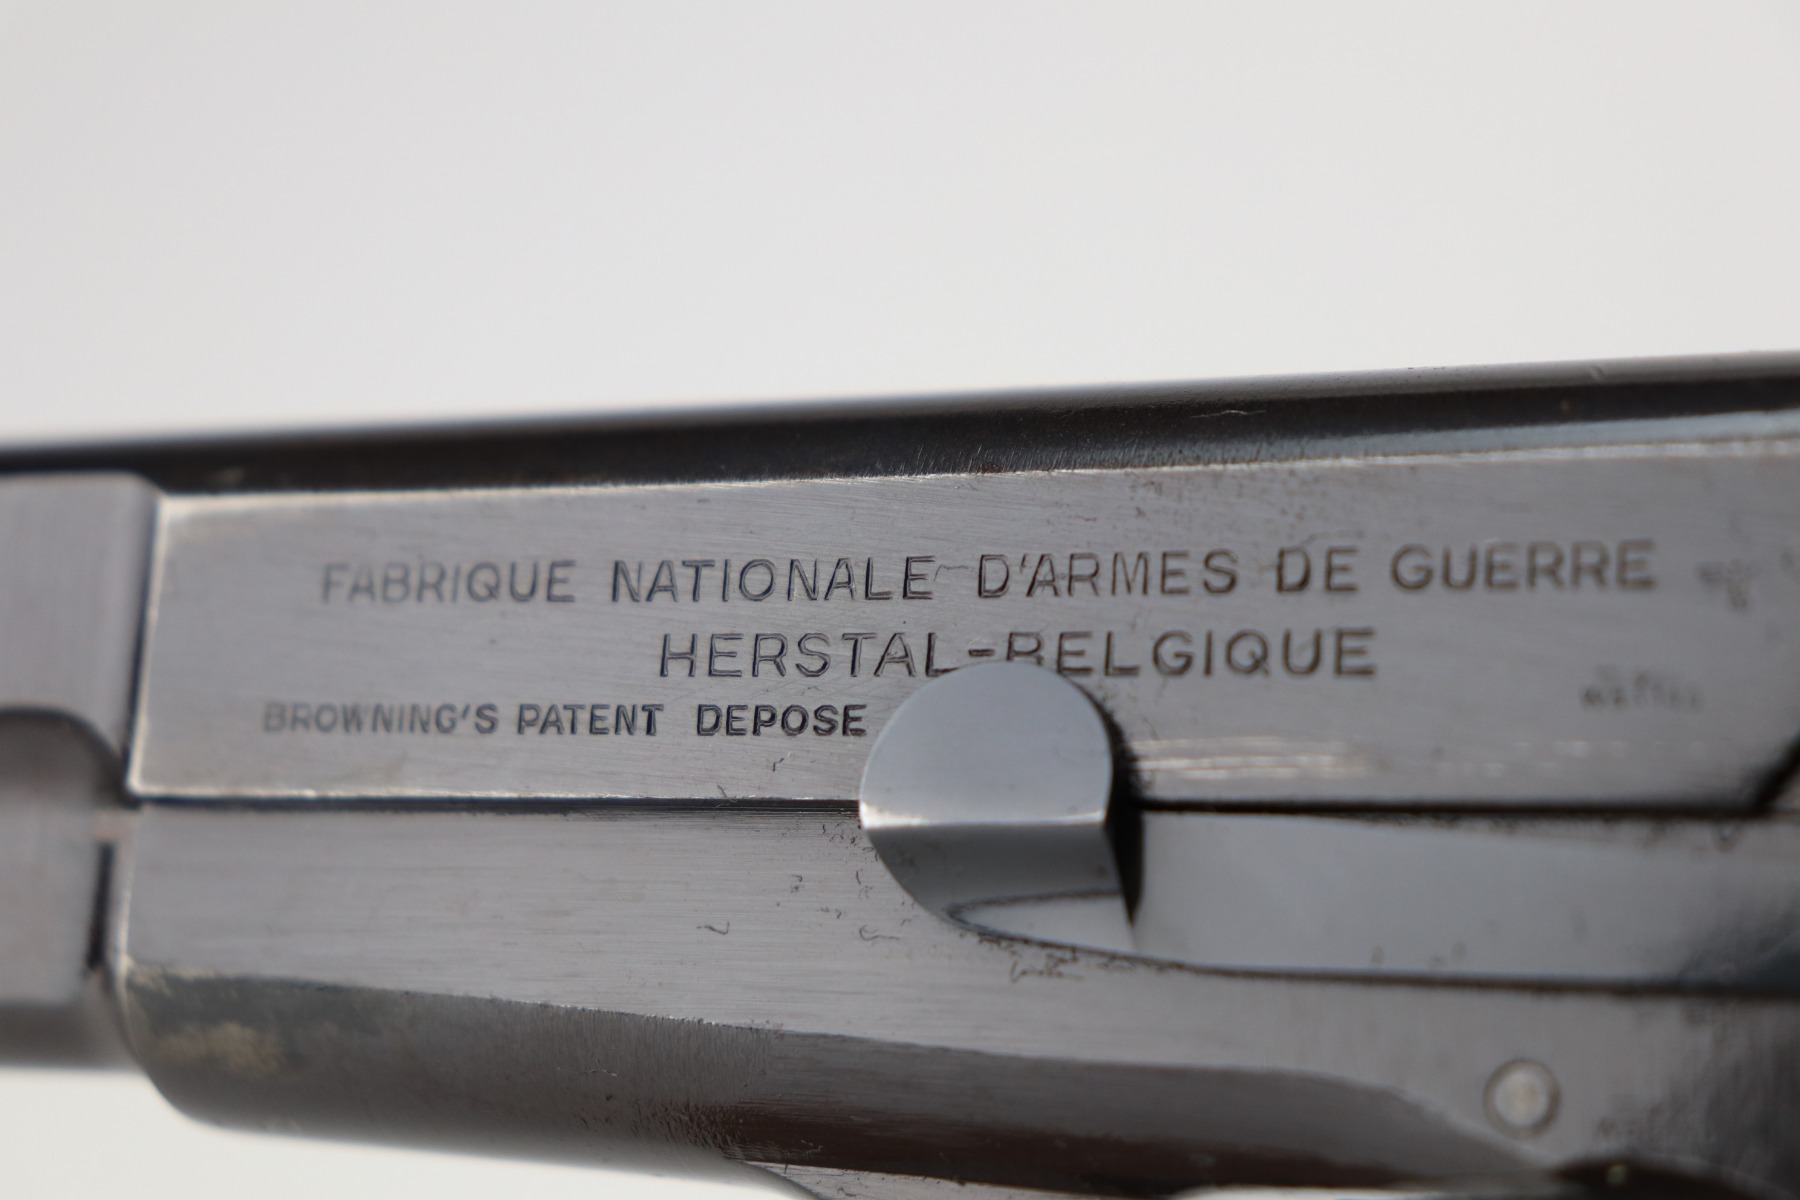 FABRIQUE NATIONALE D'ARMES DE GUERRE
HERSTAL-BELGIQUE
BROWNING'S PATENT DEPOSE